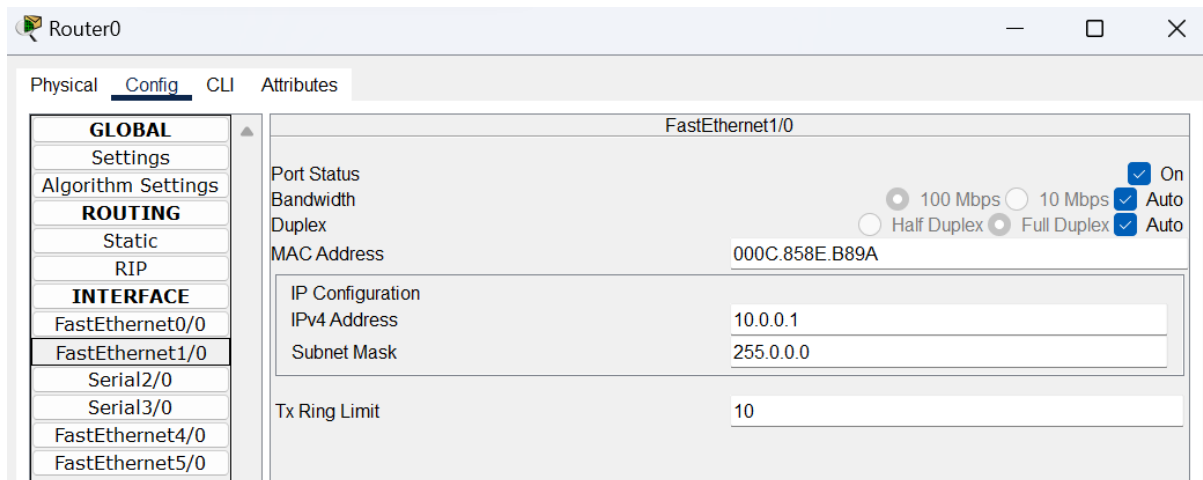 Router0
Physical Config CLI Attributes
GLOBAL
Settings
Algorithm Settings
ROUTING
Static
RIP
INTERFACE
FastEthernet0/0
FastEthernet1/0
Serial2/0
Serial3/0
FastEthernet4/0
FastEthernet5/0
FastEthernet1/0
Port Status On
Bandwidth 100 Mbps 10 Mbps Auto
Duplex Half Duplex Full Duplex Auto
MAC Address 000C.858E.B89A
IP Configuration
IPv4 Address 10.0.0.1
Subnet Mask 255.0.0.0
Tx Ring Limit 10